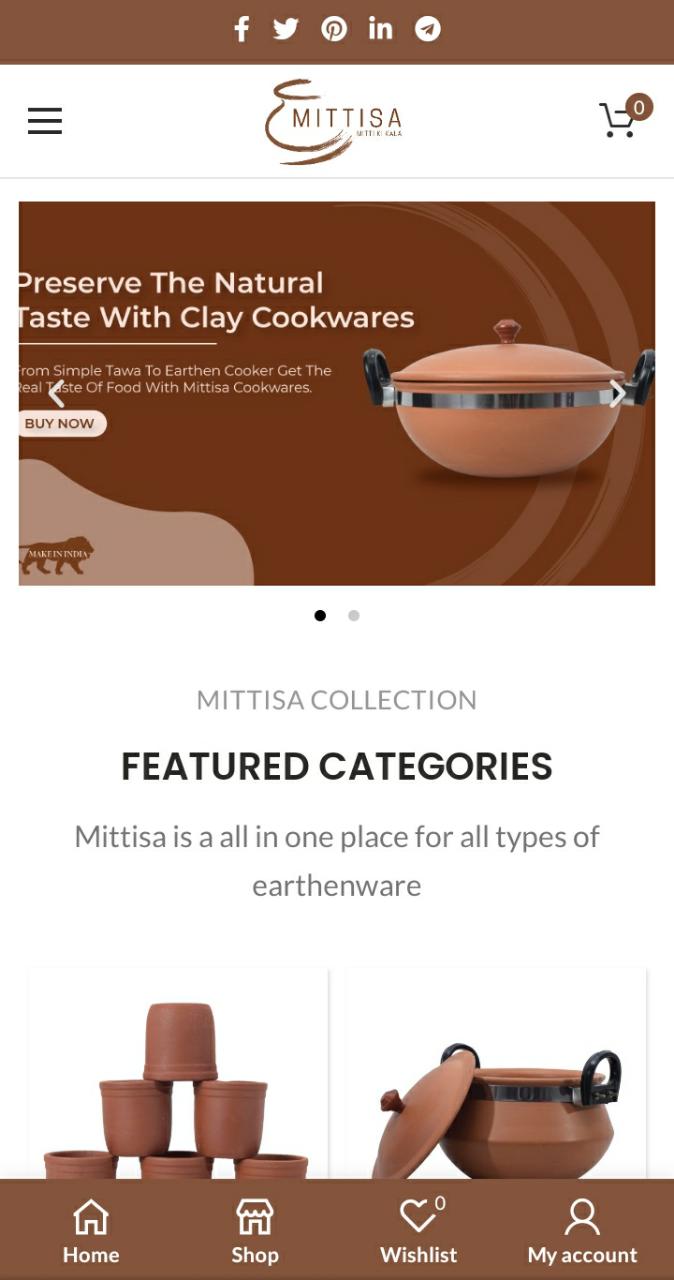 0
MITTISA
MITTI KI KALA
Preserve The Natural
Taste With Clay Cookwares
From Simple Tawa To Earthen Cooker Get The
Real Taste Of Food With Mittisa Cookwares.
BUY NOW
MAKE IN INDIA
MITTISA COLLECTION
FEATURED CATEGORIES
Mittisa is a all in one place for all types of
earthenware
0
Home Shop Wishlist My account